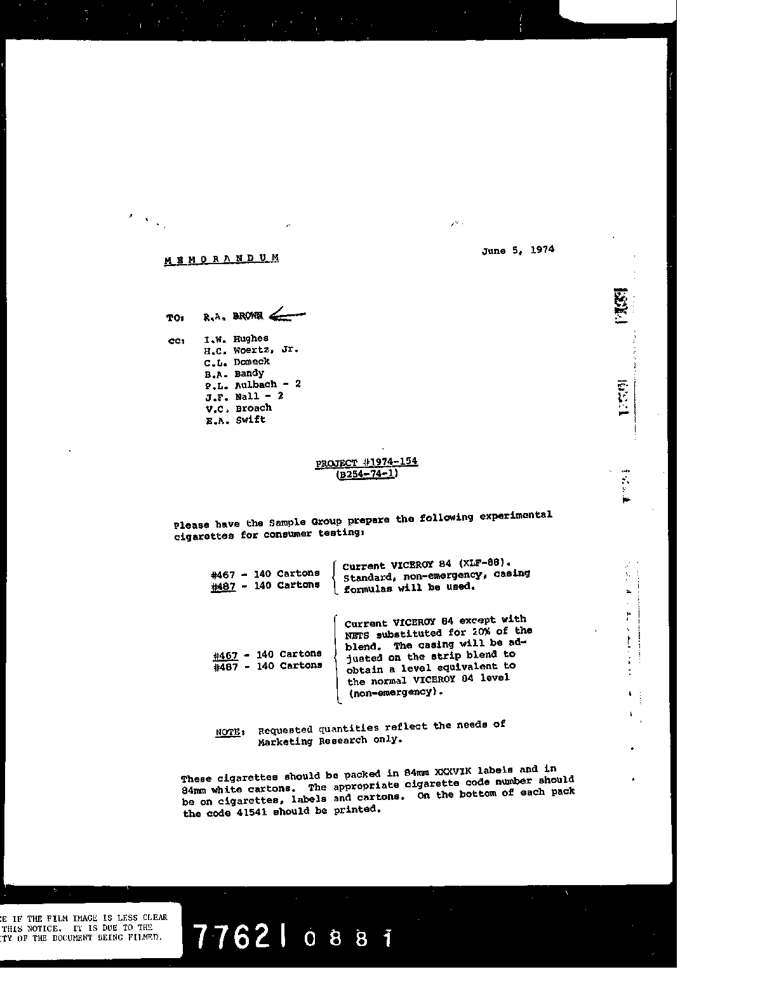 June 5, 1974
MEMORANDUM
TO: R.A. BROWN
CC: I.W. Hughes
H.C. Woertz, Jr.
C.L. Domeck
B.A. Bandy
P.L. Aulbach - 2
J.F. Nall - 2
V.C. Broach
E.A. Swift
PROJECT #1974-154
(B254-74-1)
Please have the Sample Group prepare the following experimental
cigarettes for consumer testing:
#467 - 140 Cartons
#487 - 140 Cartons
Current VICEROY 84 (XLF-88).
Standard, non-emergency, casing
formulas will be used.
#467 - 140 Cartons
#487 - 140 Cartons
Current VICEROY 84 except with
NETS substituted for 20% of the
blend. The casing will be ad-
justed on the strip blend to
obtain a level equivalent to
the normal VICEROY 84 level
(non-emergency).
NOTE: Requested quantities reflect the needs of
Marketing Research only.
These cigarettes should be packed in 84mm XXXVIK labels and in
84mm white cartons. The appropriate cigarette code number should
be on cigarettes, labels and cartons. On the bottom of each pack
the code 41541 should be printed.
E IF THE FILM IMAGE IS LESS CLEAR
THIS NOTICE. IT IS DUE TO THE
TY OF THE DOCUMENT BEING FILMED.
77621 0881